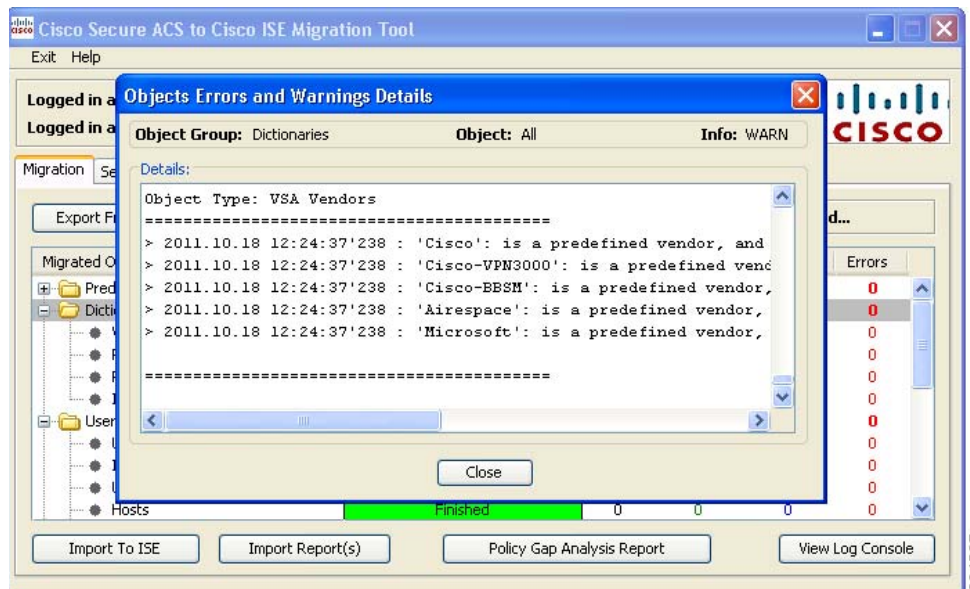 Cisco Secure ACS to Cisco ISE Migration Tool
Exit Help
Logged in a
Logged in a
CISCO
Objects Errors and Warnings Details
Object Group: Dictionaries Object: All Info: WARN
Migration Se
Details:
Object Type: VSA Vendors
==========================================
> 2011.10.18 12:24:37'238 : 'Cisco': is a predefined vendor, and
> 2011.10.18 12:24:37'238 : 'Cisco-VPN3000': is a predefined vend
> 2011.10.18 12:24:37'238 : 'Cisco-BBSM': is a predefined vendor,
> 2011.10.18 12:24:37'238 : 'Airespace': is a predefined vendor,
> 2011.10.18 12:24:37'238 : 'Microsoft': is a predefined vendor,
==========================================
Close
Export Fr
d...
Migrated O Errors
Pred 0
Dicti 0
0
0
0
0
User 0
0
0
0
Hosts Finished 0 0 0 0
Import To ISE Import Report(s) Policy Gap Analysis Report View Log Console